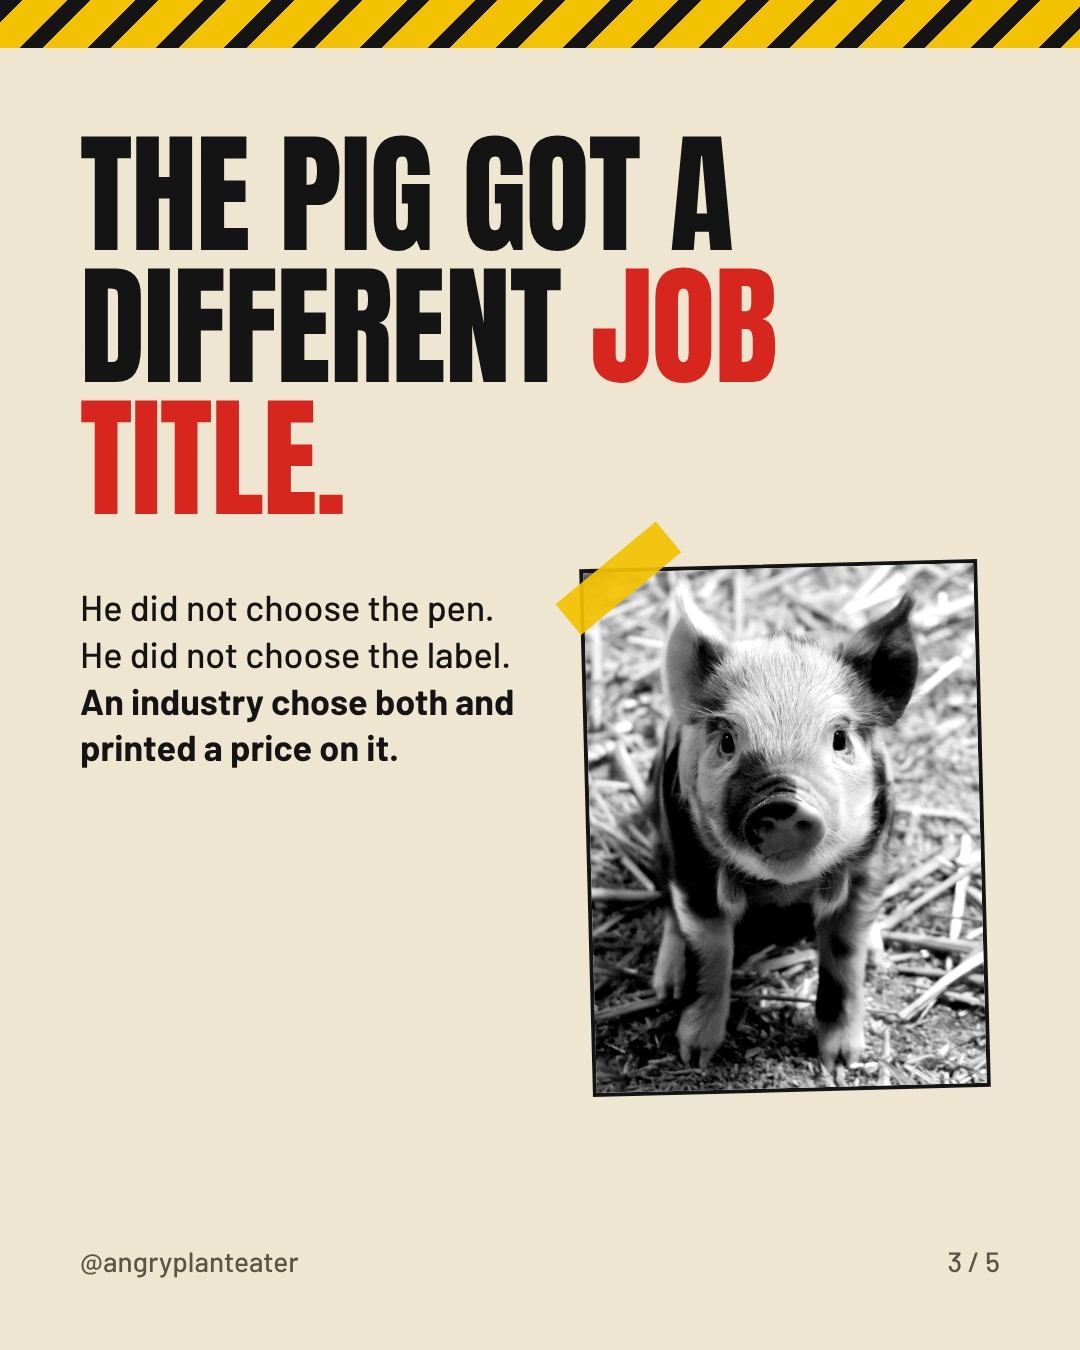 THE PIG GOT A
DIFFERENT JOB
TITLE.
He did not choose the pen.
He did not choose the label.
An industry chose both and
printed a price on it.
@angryplanteater
3 / 5